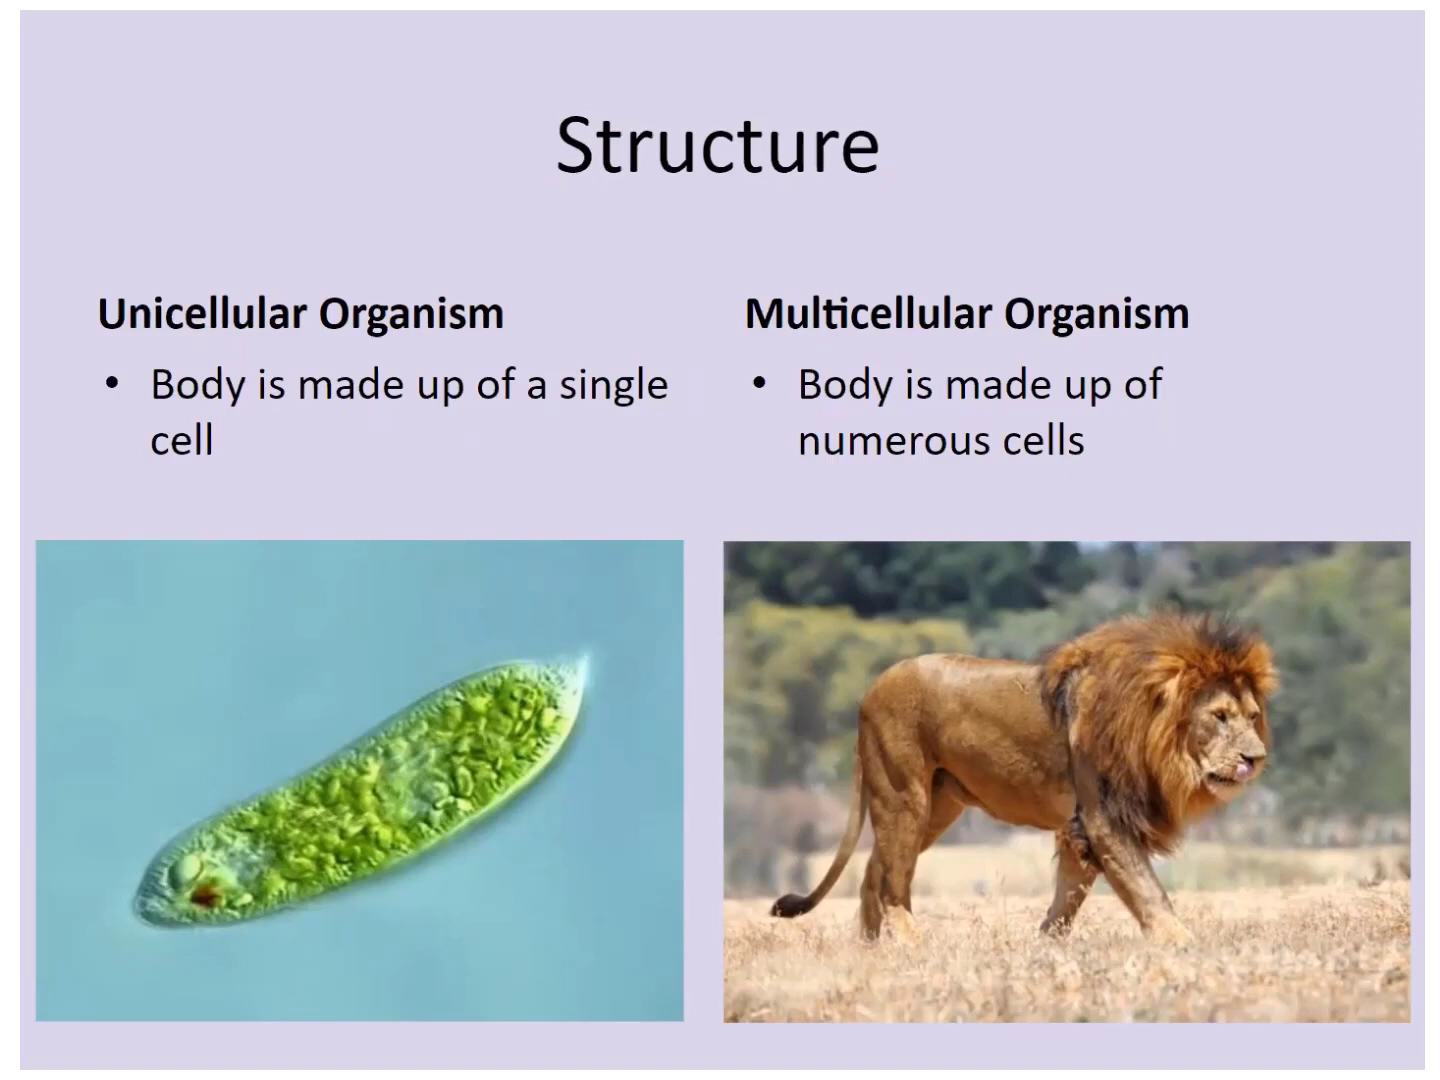 Structure
Unicellular Organism
• Body is made up of a single
cell
Multicellular Organism
• Body is made up of
numerous cells